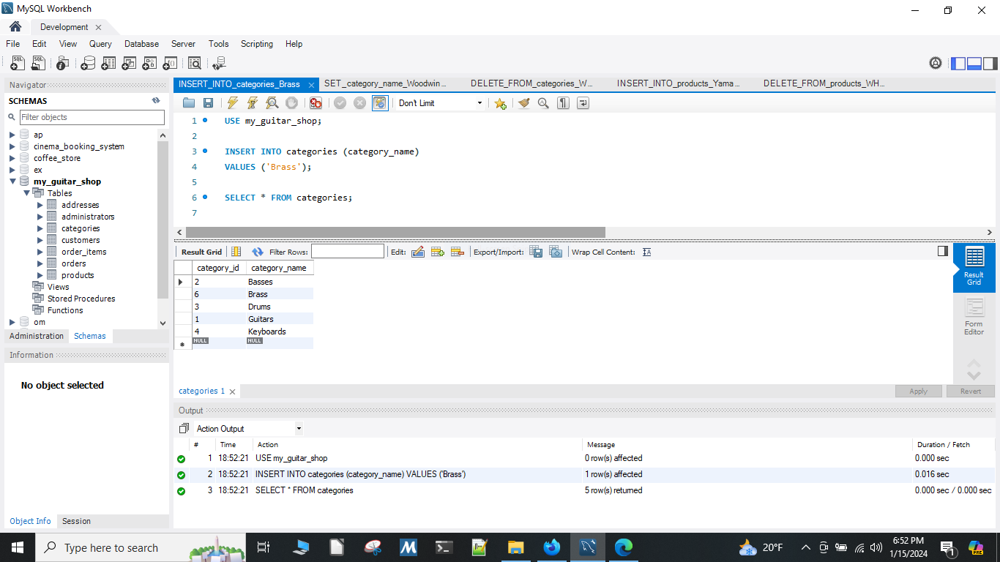 MySQL Workbench
Development
File Edit View Query Database Server Tools Scripting Help
Navigator
SCHEMAS
Filter objects
ap
cinema_booking_system
coffee_store
ex
my_guitar_shop
Tables
addresses
administrators
categories
customers
order_items
orders
products
Views
Stored Procedures
Functions
om
Administration Schemas
Information
No object selected
Object Info Session
INSERT_INTO_categories_Brass SET_category_name_Woodwin... DELETE_FROM_categories_W... INSERT_INTO_products_Yama... DELETE_FROM_products_WH...
Don't Limit
1 USE my_guitar_shop;
2
3 INSERT INTO categories (category_name)
4 VALUES ('Brass');
5
6 SELECT * FROM categories;
7
Result Grid Filter Rows: Edit: Export/Import: Wrap Cell Content:
category_id category_name
2 Basses
6 Brass
3 Drums
1 Guitars
4 Keyboards
NULL NULL
Result
Grid
Form
Editor
categories 1 Apply Revert
Output
Action Output
# Time Action Message Duration / Fetch
1 18:52:21 USE my_guitar_shop 0 row(s) affected 0.000 sec
2 18:52:21 INSERT INTO categories (category_name) VALUES ('Brass') 1 row(s) affected 0.016 sec
3 18:52:21 SELECT * FROM categories 5 row(s) returned 0.000 sec / 0.000 sec
Type here to search
20°F
6:52 PM
1/15/2024
1
PRE